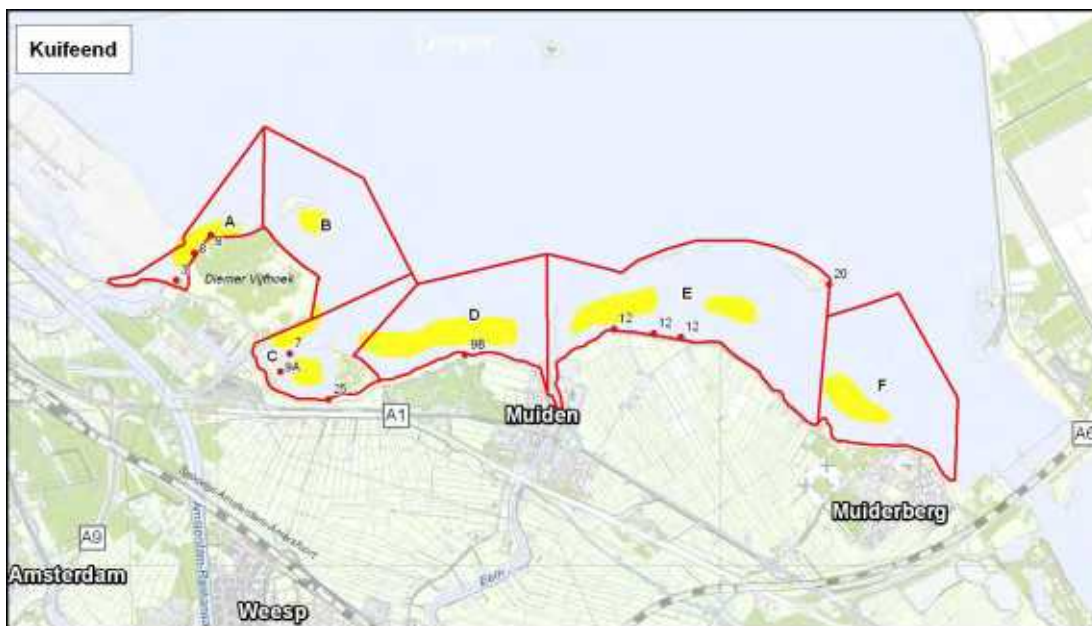 Kuifeend
A
B
8
9
Diemer Vijfhoek
20
E
D
12
12
12
7
C
9A
9B
F
25
A1
Muiden
A6
Muiderberg
A9
Amsterdam
Weesp